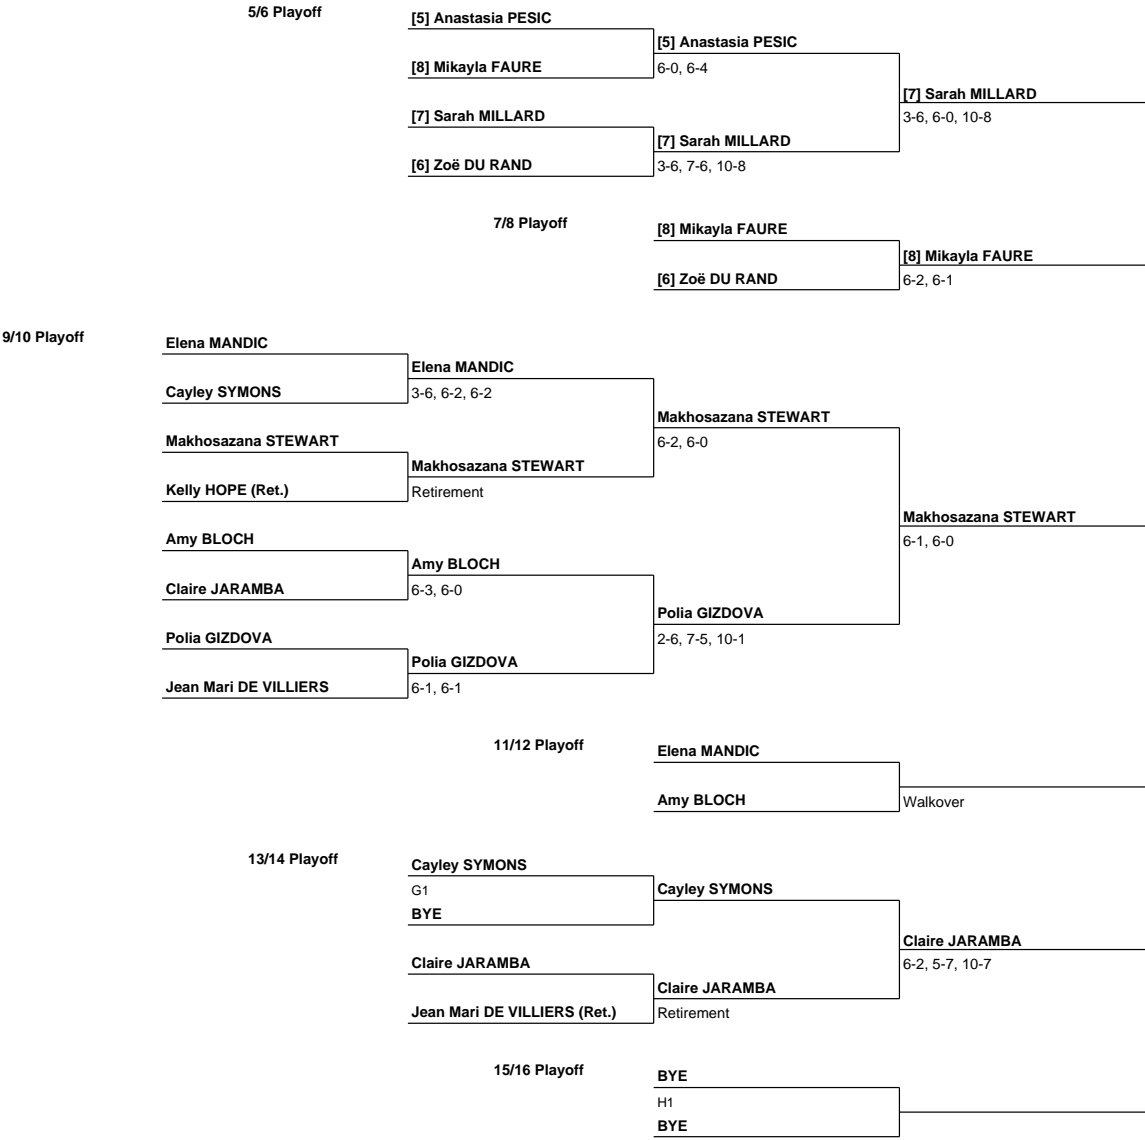 5/6 Playoff
[5] Anastasia PESIC
[5] Anastasia PESIC
[8] Mikayla FAURE
6-0, 6-4
[7] Sarah MILLARD
[7] Sarah MILLARD
3-6, 6-0, 10-8
[7] Sarah MILLARD
[6] Zoë DU RAND
3-6, 7-6, 10-8
7/8 Playoff
[8] Mikayla FAURE
[8] Mikayla FAURE
[6] Zoë DU RAND
6-2, 6-1
9/10 Playoff
Elena MANDIC
Elena MANDIC
Cayley SYMONS
3-6, 6-2, 6-2
Makhosazana STEWART
Makhosazana STEWART
6-2, 6-0
Makhosazana STEWART
Kelly HOPE (Ret.)
Retirement
Makhosazana STEWART
Amy BLOCH
6-1, 6-0
Amy BLOCH
Claire JARAMBA
6-3, 6-0
Polia GIZDOVA
Polia GIZDOVA
2-6, 7-5, 10-1
Polia GIZDOVA
Jean Mari DE VILLIERS
6-1, 6-1
11/12 Playoff
Elena MANDIC
Amy BLOCH
Walkover
13/14 Playoff
Cayley SYMONS
G1
Cayley SYMONS
BYE
Claire JARAMBA
Claire JARAMBA
6-2, 5-7, 10-7
Claire JARAMBA
Jean Mari DE VILLIERS (Ret.)
Retirement
15/16 Playoff
BYE
H1
BYE